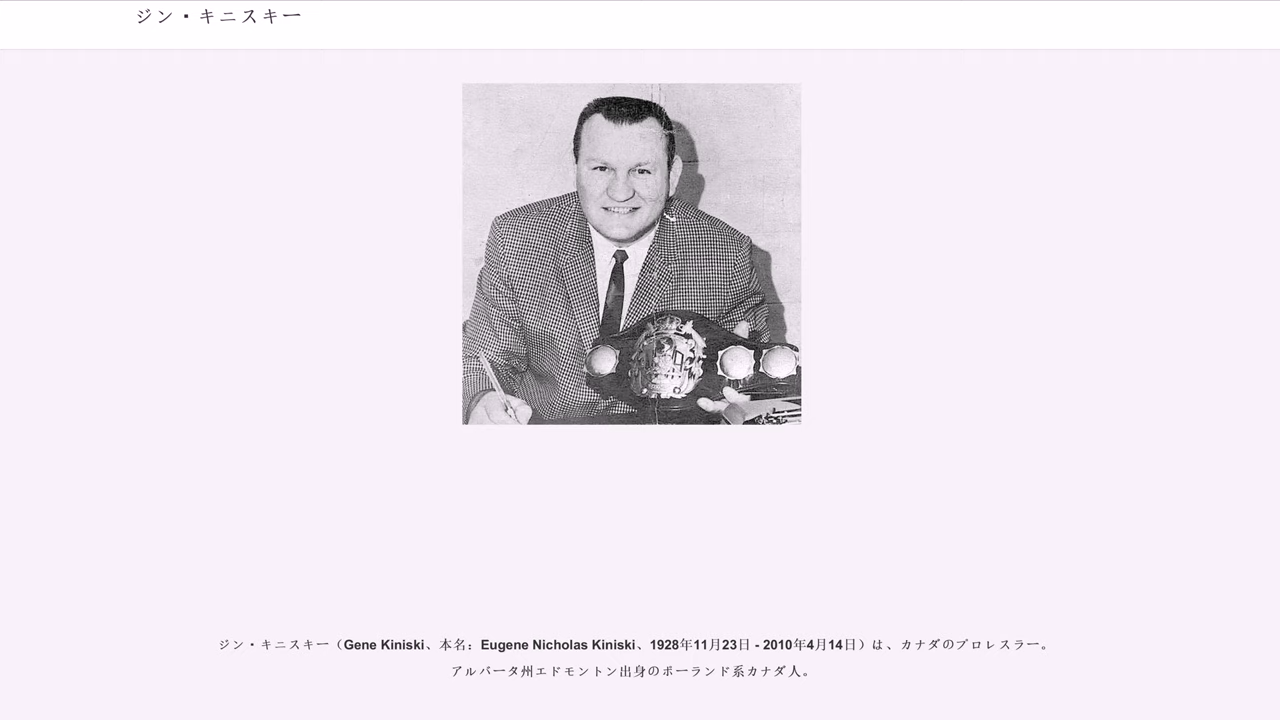 ジン・キニスキー
ジン・キニスキー（Gene Kiniski、本名：Eugene Nicholas Kiniski、1928年11月23日 - 2010年4月14日）は、カナダのプロレスラー。
アルバータ州エドモントン出身のポーランド系カナダ人。